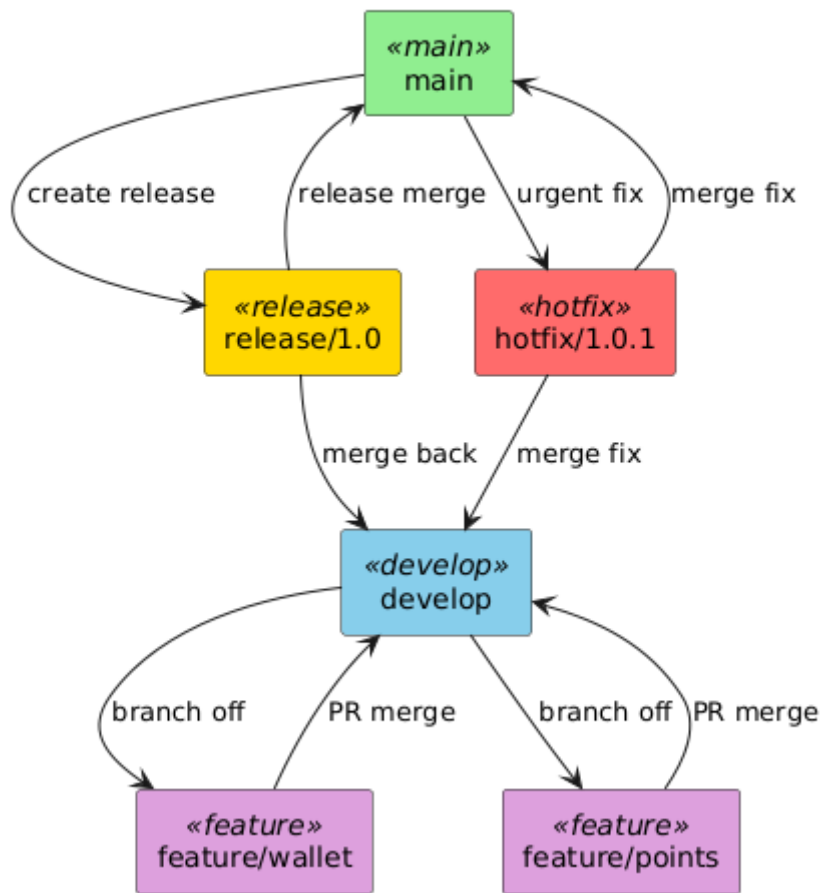 «main»
main
create release
release merge
urgent fix
merge fix
«release»
release/1.0
«hotfix»
hotfix/1.0.1
merge back
merge fix
«develop»
develop
branch off
PR merge
branch off
PR merge
«feature»
feature/wallet
«feature»
feature/points